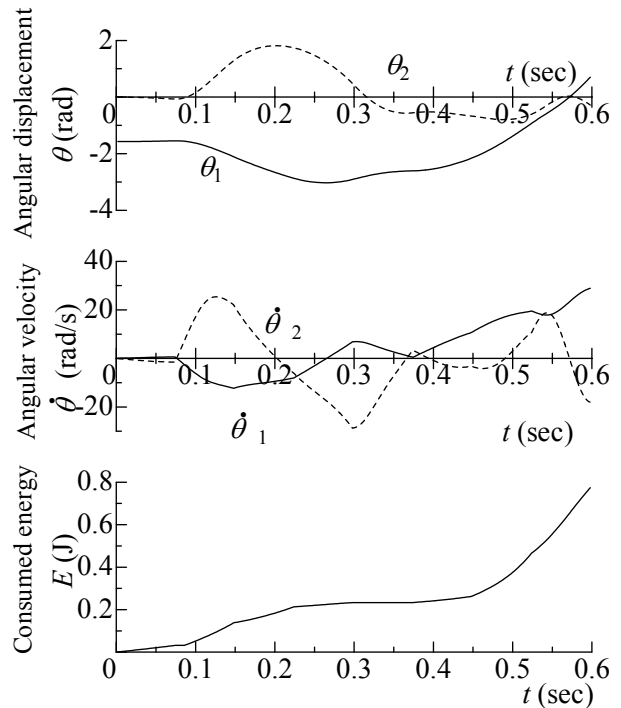 Angular displacement
θ (rad)
2
0
-2
-4
θ₂
θ₁
t (sec)
0.1 0.2 0.3 0.4 0.5 0.6
Angular velocity
θ̇ (rad/s)
40
20
0
-20
θ̇ ₂
θ̇ ₁
0.1 0.2 0.3 0.4 0.5 0.6
t (sec)
Consumed energy
E (J)
0.8
0.6
0.4
0.2
0 0.1 0.2 0.3 0.4 0.5 0.6
t (sec)